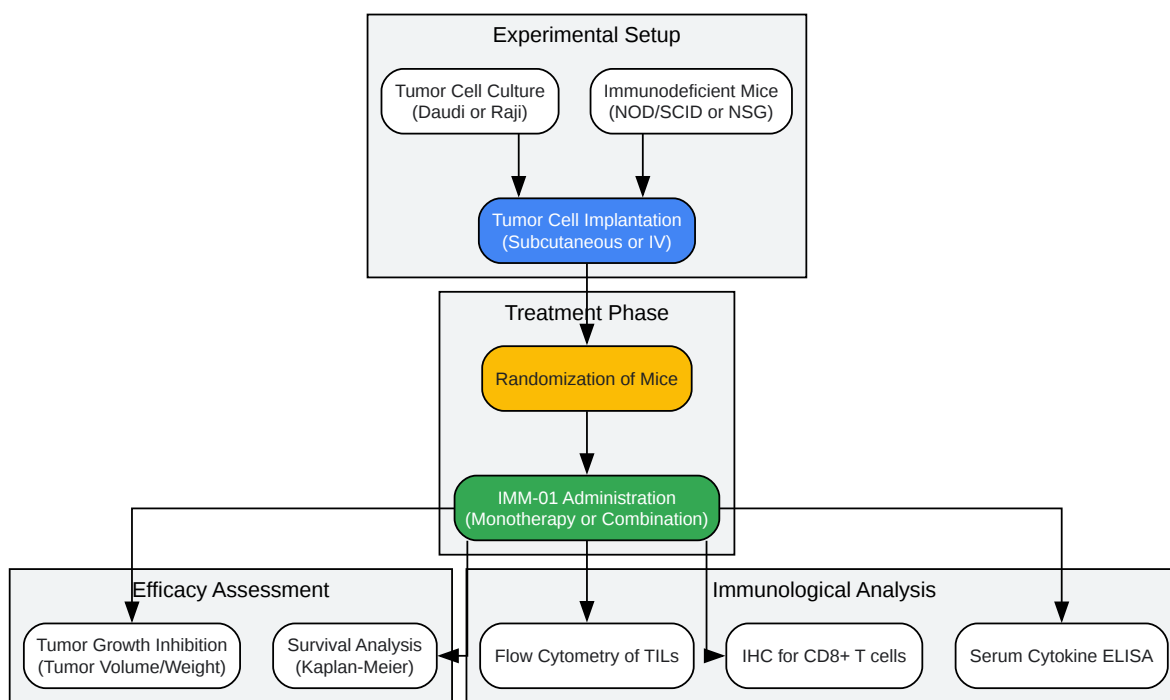 Experimental Setup
Tumor Cell Culture
(Daudi or Raji)
Immunodeficient Mice
(NOD/SCID or NSG)
Tumor Cell Implantation
(Subcutaneous or IV)
Treatment Phase
Randomization of Mice
IMM-01 Administration
(Monotherapy or Combination)
Efficacy Assessment
Tumor Growth Inhibition
(Tumor Volume/Weight)
Survival Analysis
(Kaplan-Meier)
Immunological Analysis
Flow Cytometry of TILs
IHC for CD8+ T cells
Serum Cytokine ELISA